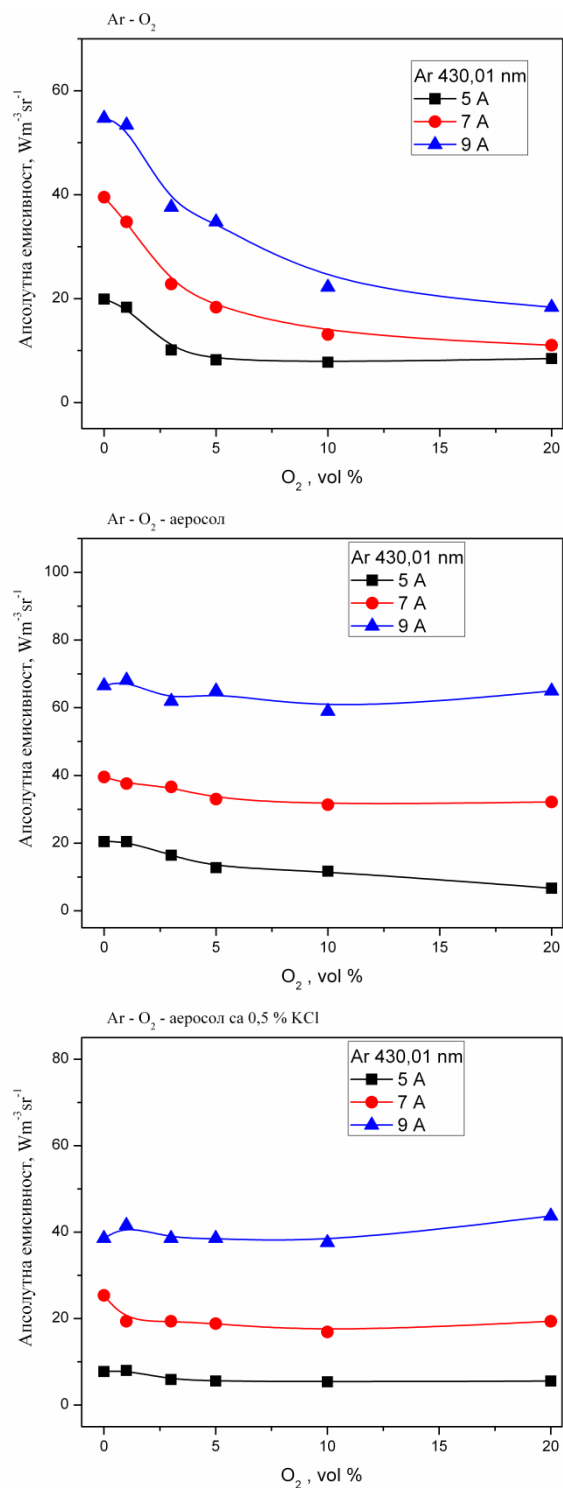 Ar - O₂
Апсолутна емисивност, Wm⁻³sr⁻¹
60
40
20
0
Ar 430,01 nm
5 A
7 A
9 A
0 5 10 15 20
O₂ , vol %
Ar - O₂ - аеросол
Апсолутна емисивност, Wm⁻³sr⁻¹
100
80
60
40
20
0
Ar 430,01 nm
5 A
7 A
9 A
0 5 10 15 20
O₂ , vol %
Ar - O₂ - аеросол са 0,5 % KCl
Апсолутна емисивност, Wm⁻³sr⁻¹
80
60
40
20
0
Ar 430,01 nm
5 A
7 A
9 A
0 5 10 15 20
O₂ , vol %